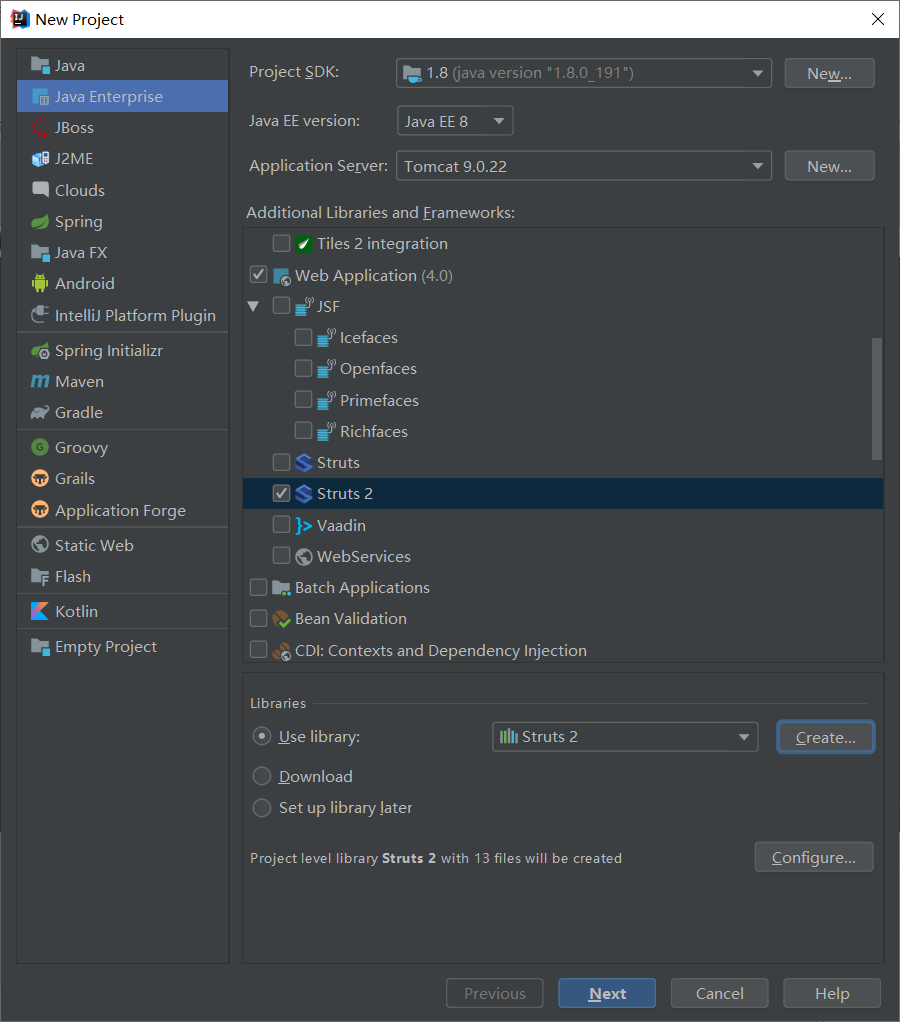 New Project
Java
Java Enterprise
JBoss
J2ME
Clouds
Spring
Java FX
Android
IntelliJ Platform Plugin
Spring Initializr
Maven
Gradle
Groovy
Grails
Application Forge
Static Web
Flash
Kotlin
Empty Project
Project SDK: 1.8 (java version "1.8.0_191") New...
Java EE version: Java EE 8
Application Server: Tomcat 9.0.22 New...
Additional Libraries and Frameworks:
Tiles 2 integration
Web Application (4.0)
JSF
Icefaces
Openfaces
Primefaces
Richfaces
Struts
Struts 2
Vaadin
WebServices
Batch Applications
Bean Validation
CDI: Contexts and Dependency Injection
Libraries
Use library: Struts 2 Create...
Download
Set up library later
Project level library Struts 2 with 13 files will be created Configure...
Previous Next Cancel Help